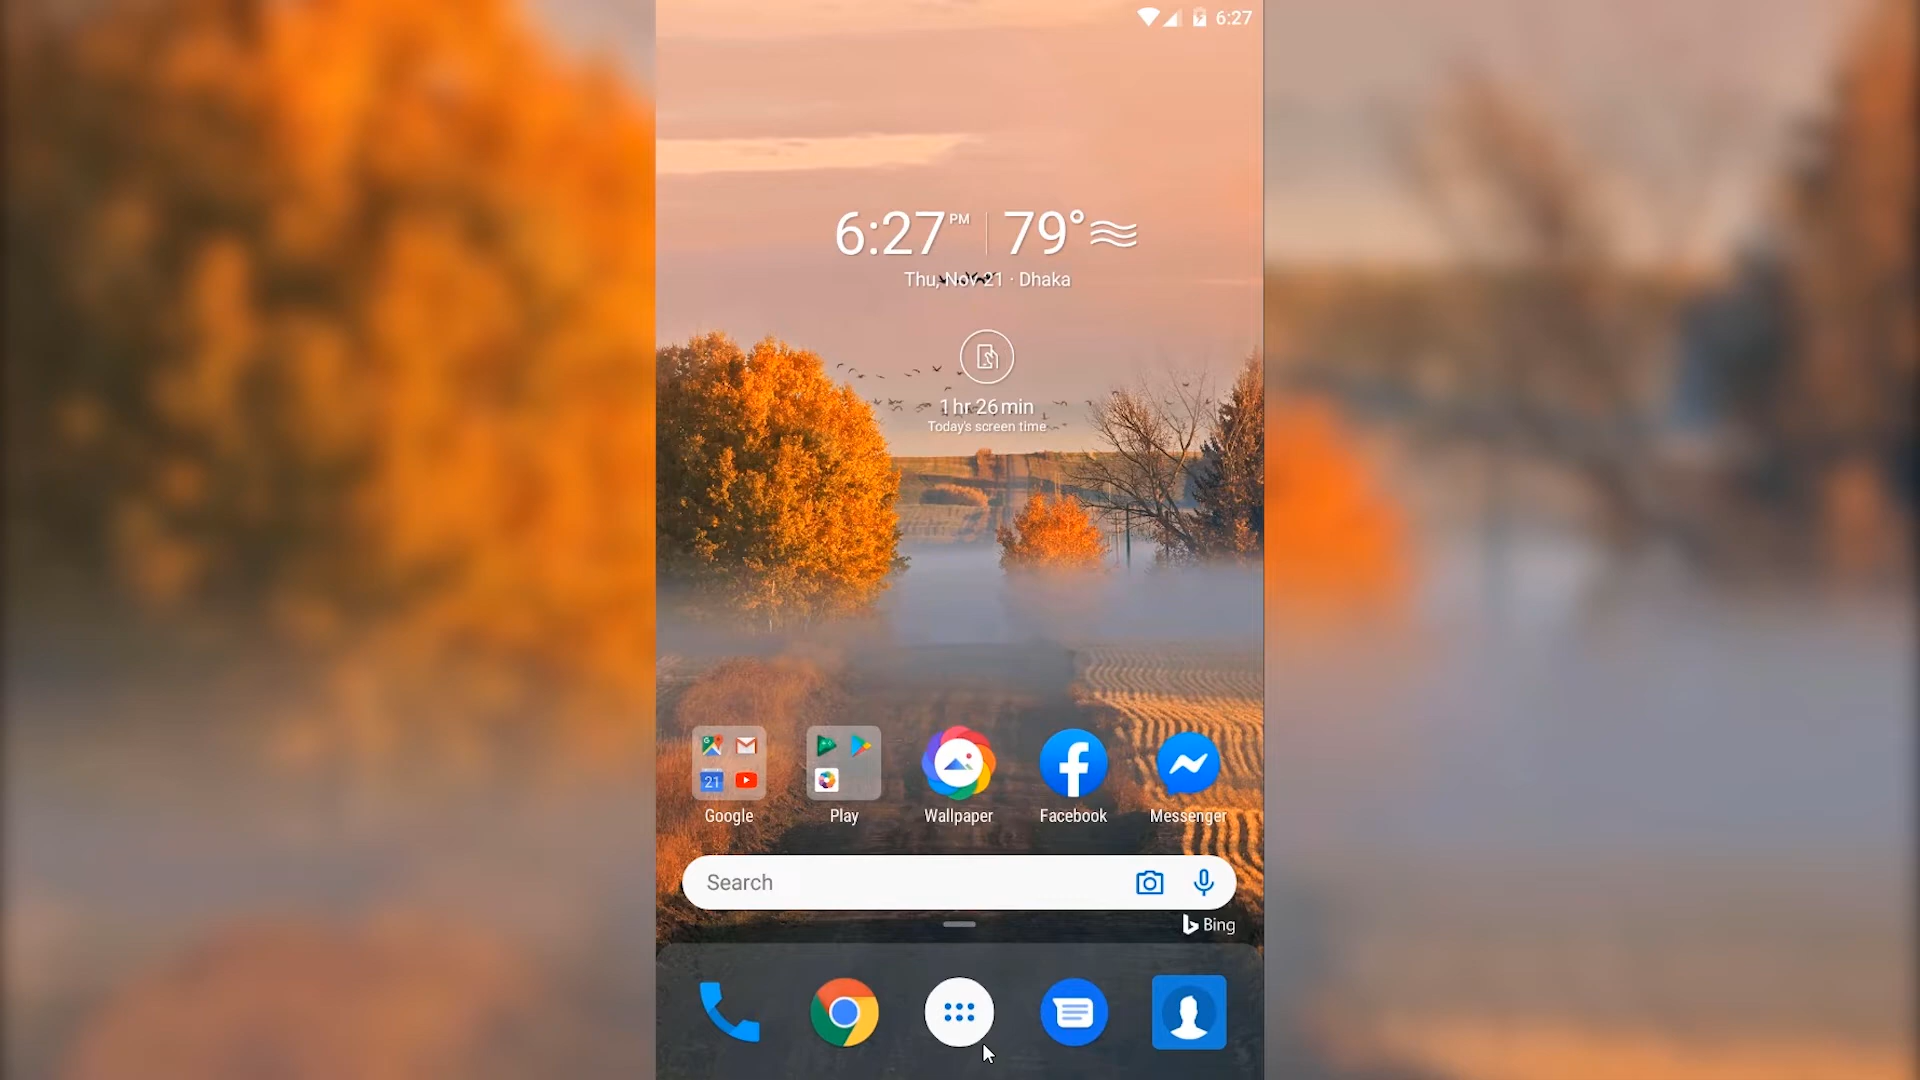 6:27
6:27 PM 79°
Thu, Nov 21 · Dhaka
1 hr 26 min
Today's screen time
21
Google Play Wallpaper Facebook Messenger
Search
Bing